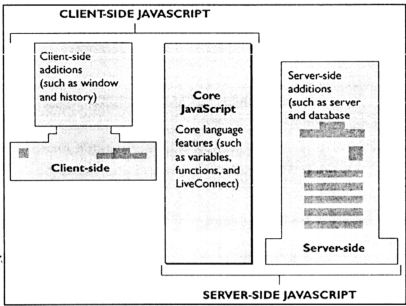 CLIENT-SIDE JAVASCRIPT
Client-side
additions
(such as window
and history)
Client-side
Core
JavaScript
Core language
features (such
as variables,
functions, and
LiveConnect)
Server-side
additions
(such as server
and database
Server-side
SERVER-SIDE JAVASCRIPT